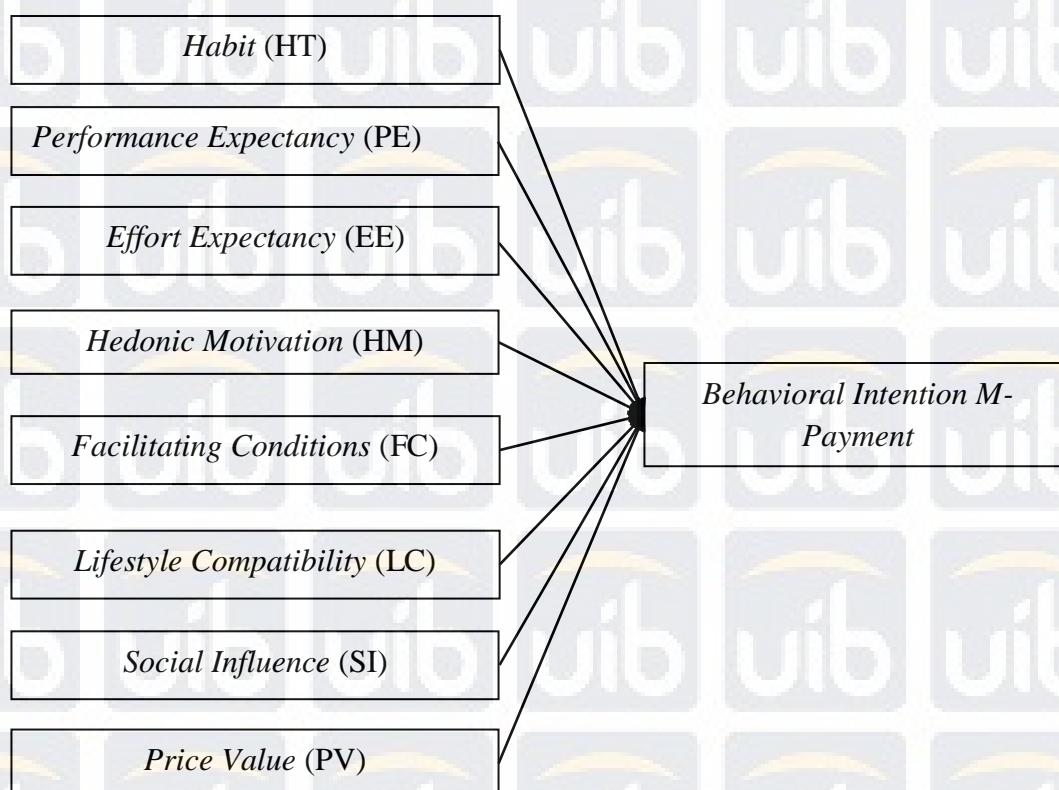 Habit (HT)
Performance Expectancy (PE)
Effort Expectancy (EE)
Hedonic Motivation (HM)
Behavioral Intention M-
Payment
Facilitating Conditions (FC)
Lifestyle Compatibility (LC)
Social Influence (SI)
Price Value (PV)
uib